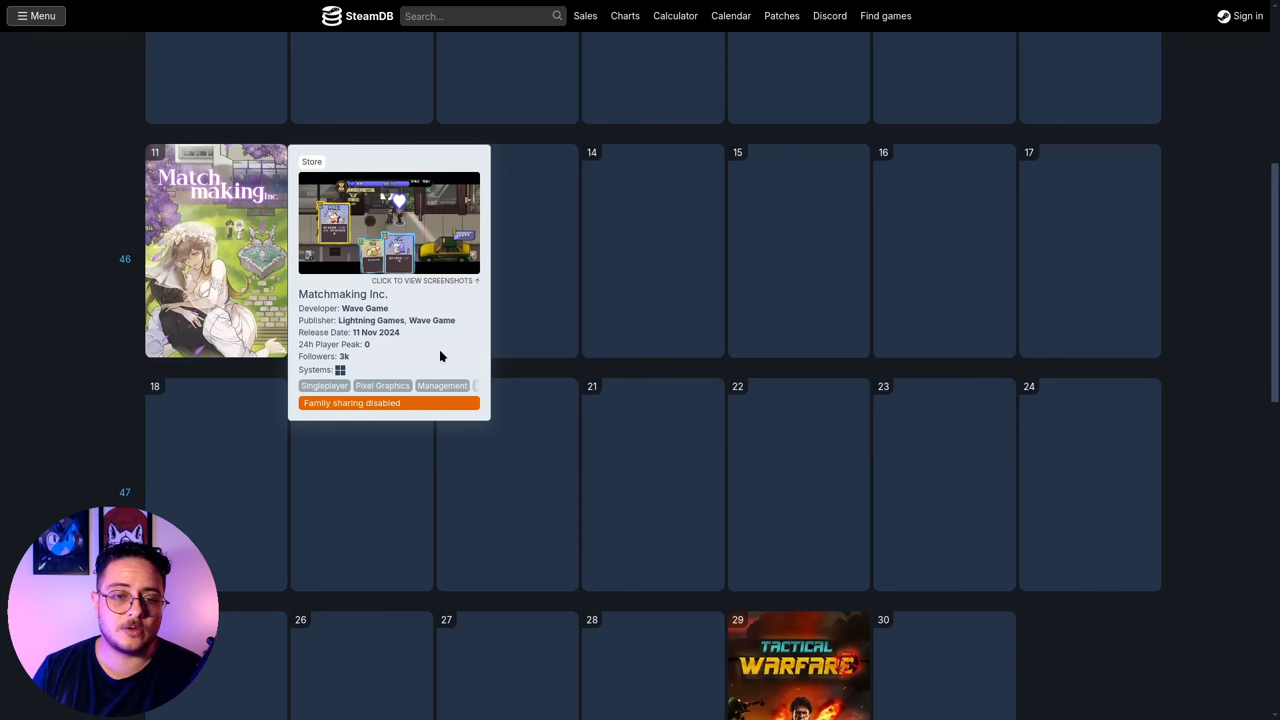 Menu
SteamDB
Search...
Sales
Charts
Calculator
Calendar
Patches
Discord
Find games
Sign in
46
11
Match
making Inc.
Store
CLICK TO VIEW SCREENSHOTS ↑
Matchmaking Inc.
Developer: Wave Game
Publisher: Lightning Games, Wave Game
Release Date: 11 Nov 2024
24h Player Peak: 0
Followers: 3k
Systems:
Singleplayer
Pixel Graphics
Management
Family sharing disabled
14
15
16
17
47
18
21
22
23
24
26
27
28
29
TACTICAL
WARFARE
30